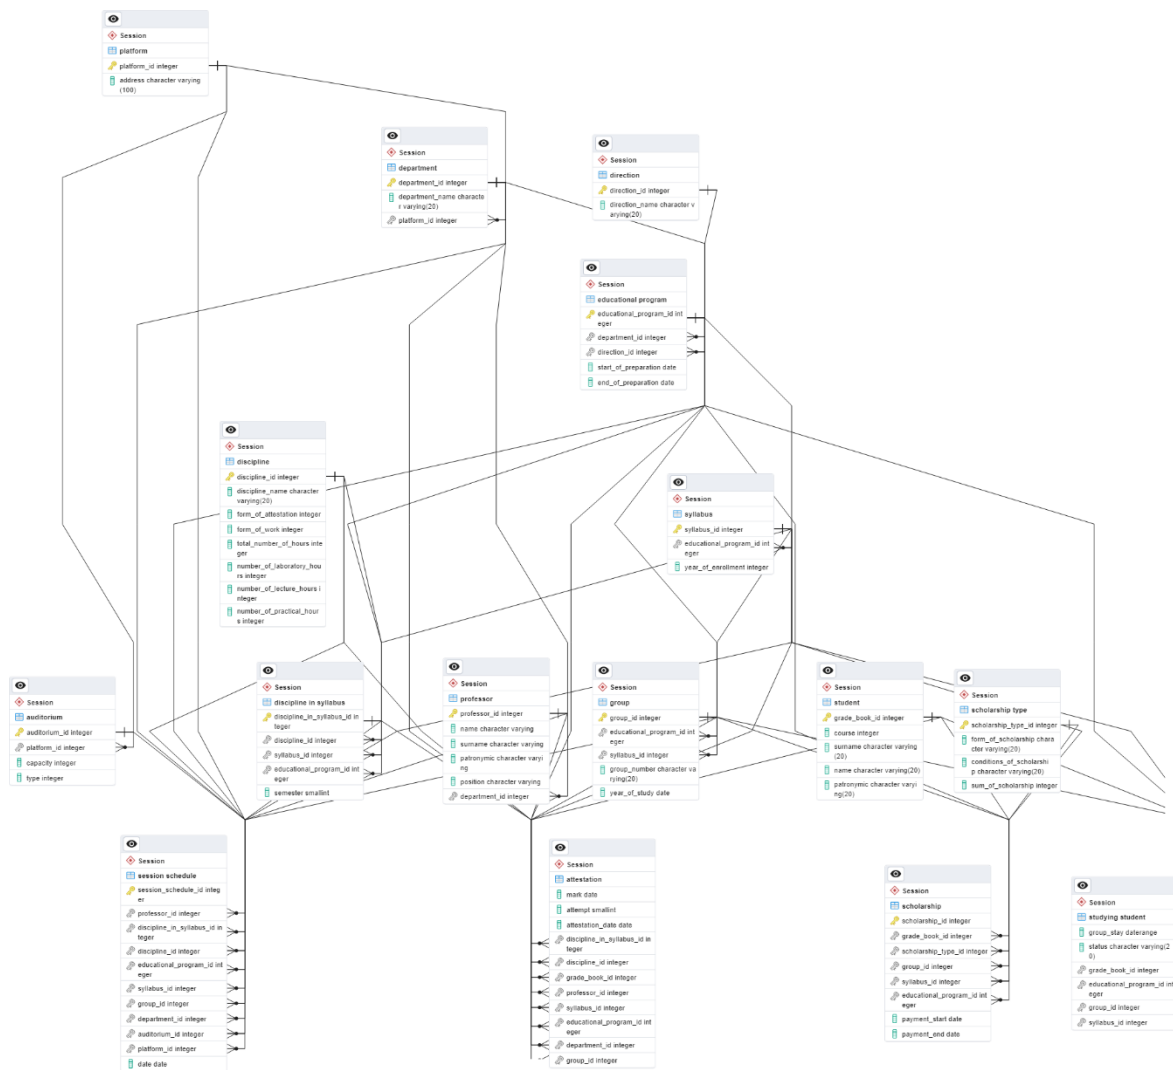 Session
platform
platform_id integer
address character varying
(100)
Session
department
department_id integer
department_name characte
r varying(20)
platform_id integer
Session
direction
direction_id integer
direction_name character v
arying(20)
Session
educational program
educational_program_id int
eger
department_id integer
direction_id integer
start_of_preparation date
end_of_preparation date
Session
discipline
discipline_id integer
discipline_name character
varying(20)
form_of_attestation integer
form_of_work integer
total_number_of_hours inte
ger
number_of_laboratory_hou
rs integer
number_of_lecture_hours i
nteger
number_of_practical_hour
s integer
Session
syllabus
syllabus_id integer
educational_program_id int
eger
year_of_enrollment integer
Session
auditorium
auditorium_id integer
platform_id integer
capacity integer
type integer
Session
discipline in syllabus
discipline_in_syllabus_id in
teger
discipline_id integer
syllabus_id integer
educational_program_id int
eger
semester smallint
Session
professor
professor_id integer
name character varying
surname character varying
patronymic character varyi
ng
position character varying
department_id integer
Session
group
group_id integer
educational_program_id int
eger
syllabus_id integer
group_number character va
rying(20)
year_of_study date
Session
student
grade_book_id integer
course integer
surname character varying
(20)
name character varying(20)
patronymic character varyi
ng(20)
Session
scholarship type
scholarship_type_id integer
form_of_scholarship chara
cter varying(20)
conditions_of_scholarshi
p character varying(20)
sum_of_scholarship integer
Session
session schedule
session_schedule_id integ
er
professor_id integer
discipline_in_syllabus_id in
teger
discipline_id integer
educational_program_id int
eger
syllabus_id integer
group_id integer
department_id integer
auditorium_id integer
platform_id integer
date date
Session
attestation
mark date
attempt smallint
attestation_date date
discipline_in_syllabus_id in
teger
discipline_id integer
grade_book_id integer
professor_id integer
syllabus_id integer
educational_program_id int
eger
department_id integer
group_id integer
Session
scholarship
scholarship_id integer
grade_book_id integer
scholarship_type_id integer
group_id integer
syllabus_id integer
educational_program_id int
eger
payment_start date
payment_end date
Session
studying student
group_stay daterange
status character varying(2
0)
grade_book_id integer
educational_program_id int
eger
group_id integer
syllabus_id integer